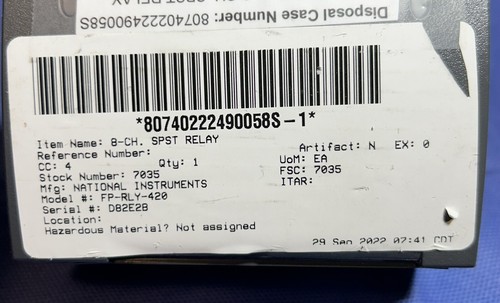 Disposal Case Number: 80740222490058S
*80740222490058S-1*
Item Name: 8-CH. SPST RELAY
Reference Number:
Artifact: N EX: 0
CC: 4 Qty: 1 UoM: EA
Stock Number: 7035 FSC: 7035
Mfg: NATIONAL INSTRUMENTS ITAR:
Model #: FP-RLY-420
Serial #: D82E2B
Location:
Hazardous Material? Not assigned
29 Sep 2022 07:41 CDT